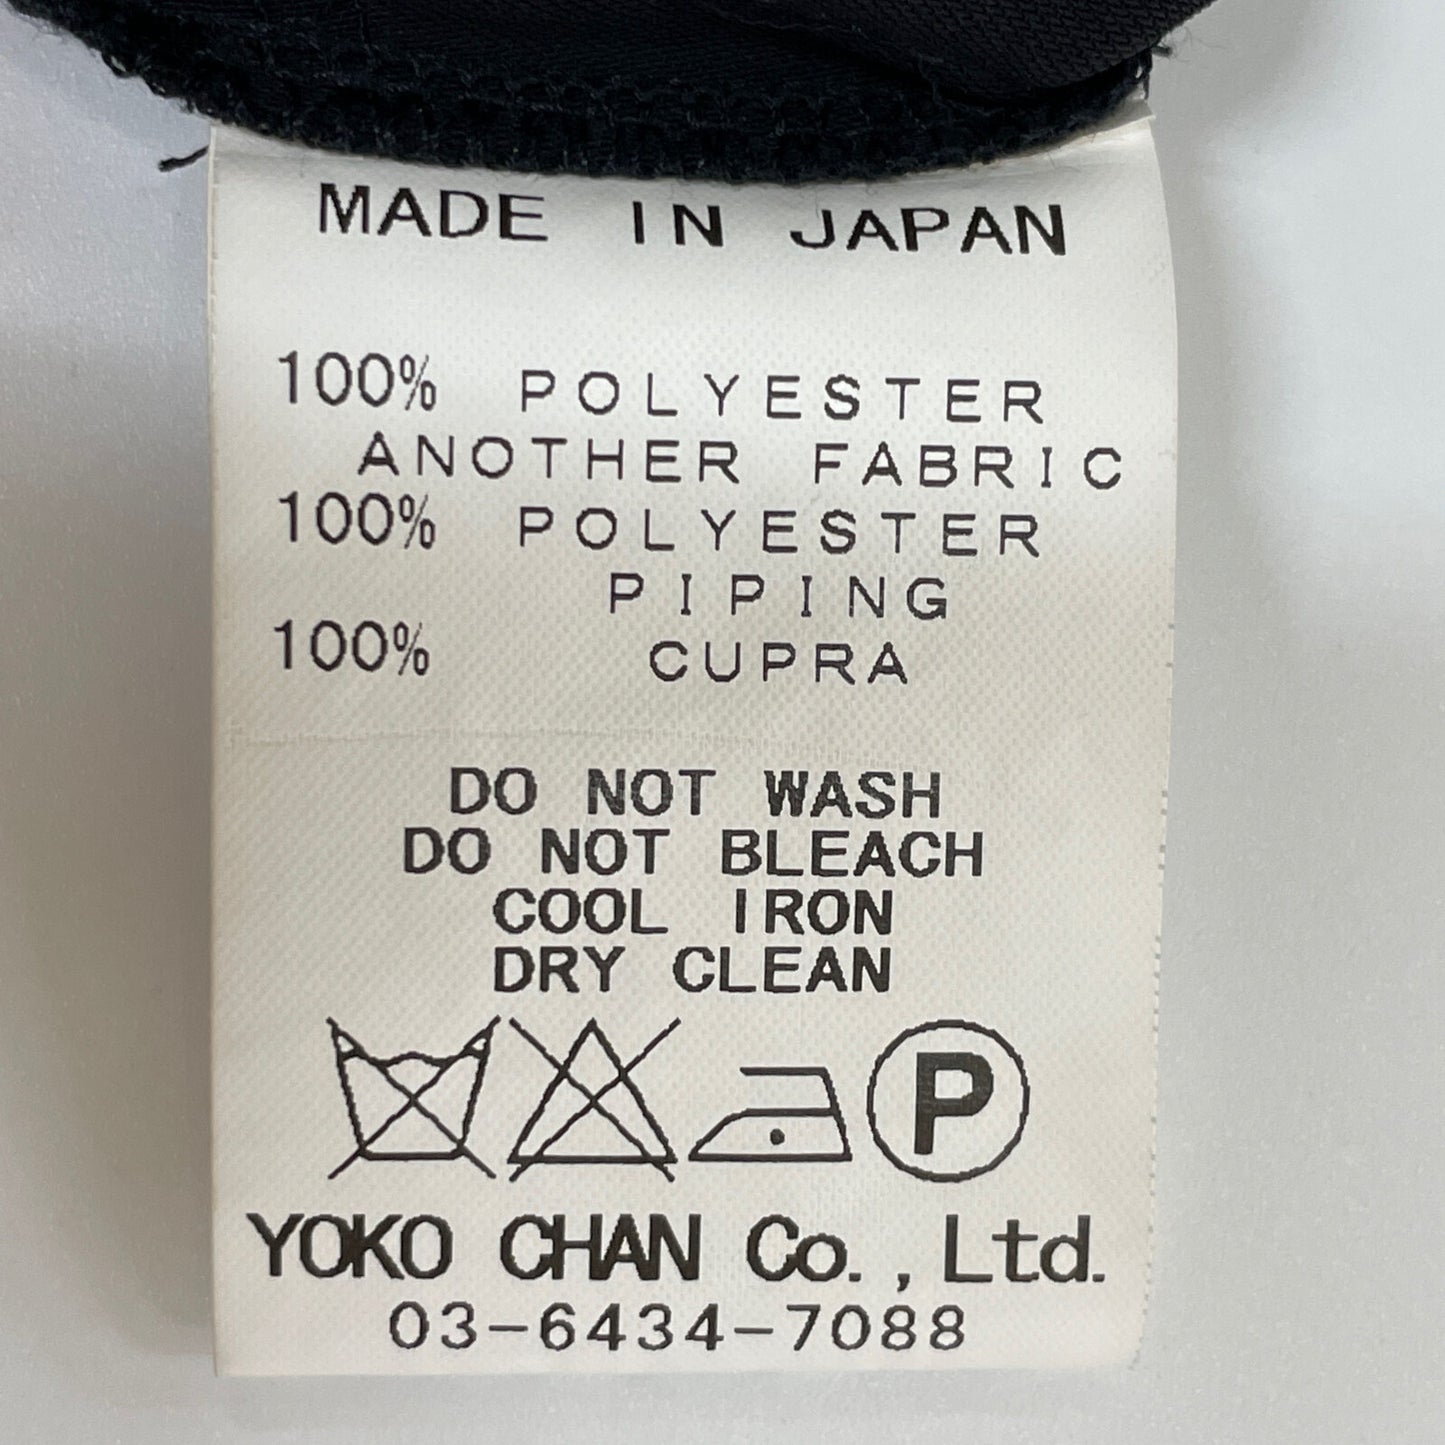 MADE IN JAPAN
100% POLYESTER
ANOTHER FABRIC
100% POLYESTER
PIPING
100% CUPRA
DO NOT WASH
DO NOT BLEACH
COOL IRON
DRY CLEAN
P
YOKO CHAN Co., Ltd.
03-6434-7088